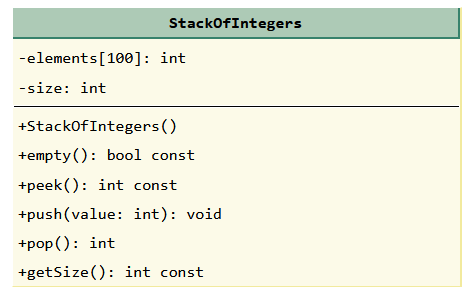 StackOfIntegers
-elements[100]: int
-size: int
+StackOfIntegers()
+empty(): bool const
+peek(): int const
+push(value: int): void
+pop(): int
+getSize(): int const